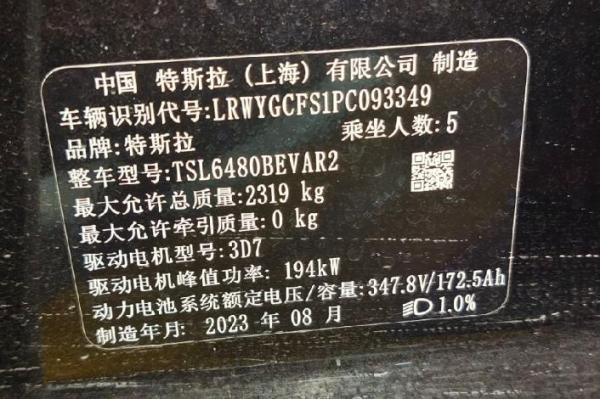 中国 特斯拉（上海）有限公司 制造
车辆识别代号:LRWYGCFS1PC093349
品牌:特斯拉 乘坐人数:5
整车型号:TSL6480BEVAR2
最大允许总质量:2319 kg
最大允许牵引质量:0 kg
驱动电机型号:3D7
驱动电机峰值功率: 194kW
动力电池系统额定电压/容量:347.8V/172.5Ah
制造年月: 2023 年 08 月 1.0%